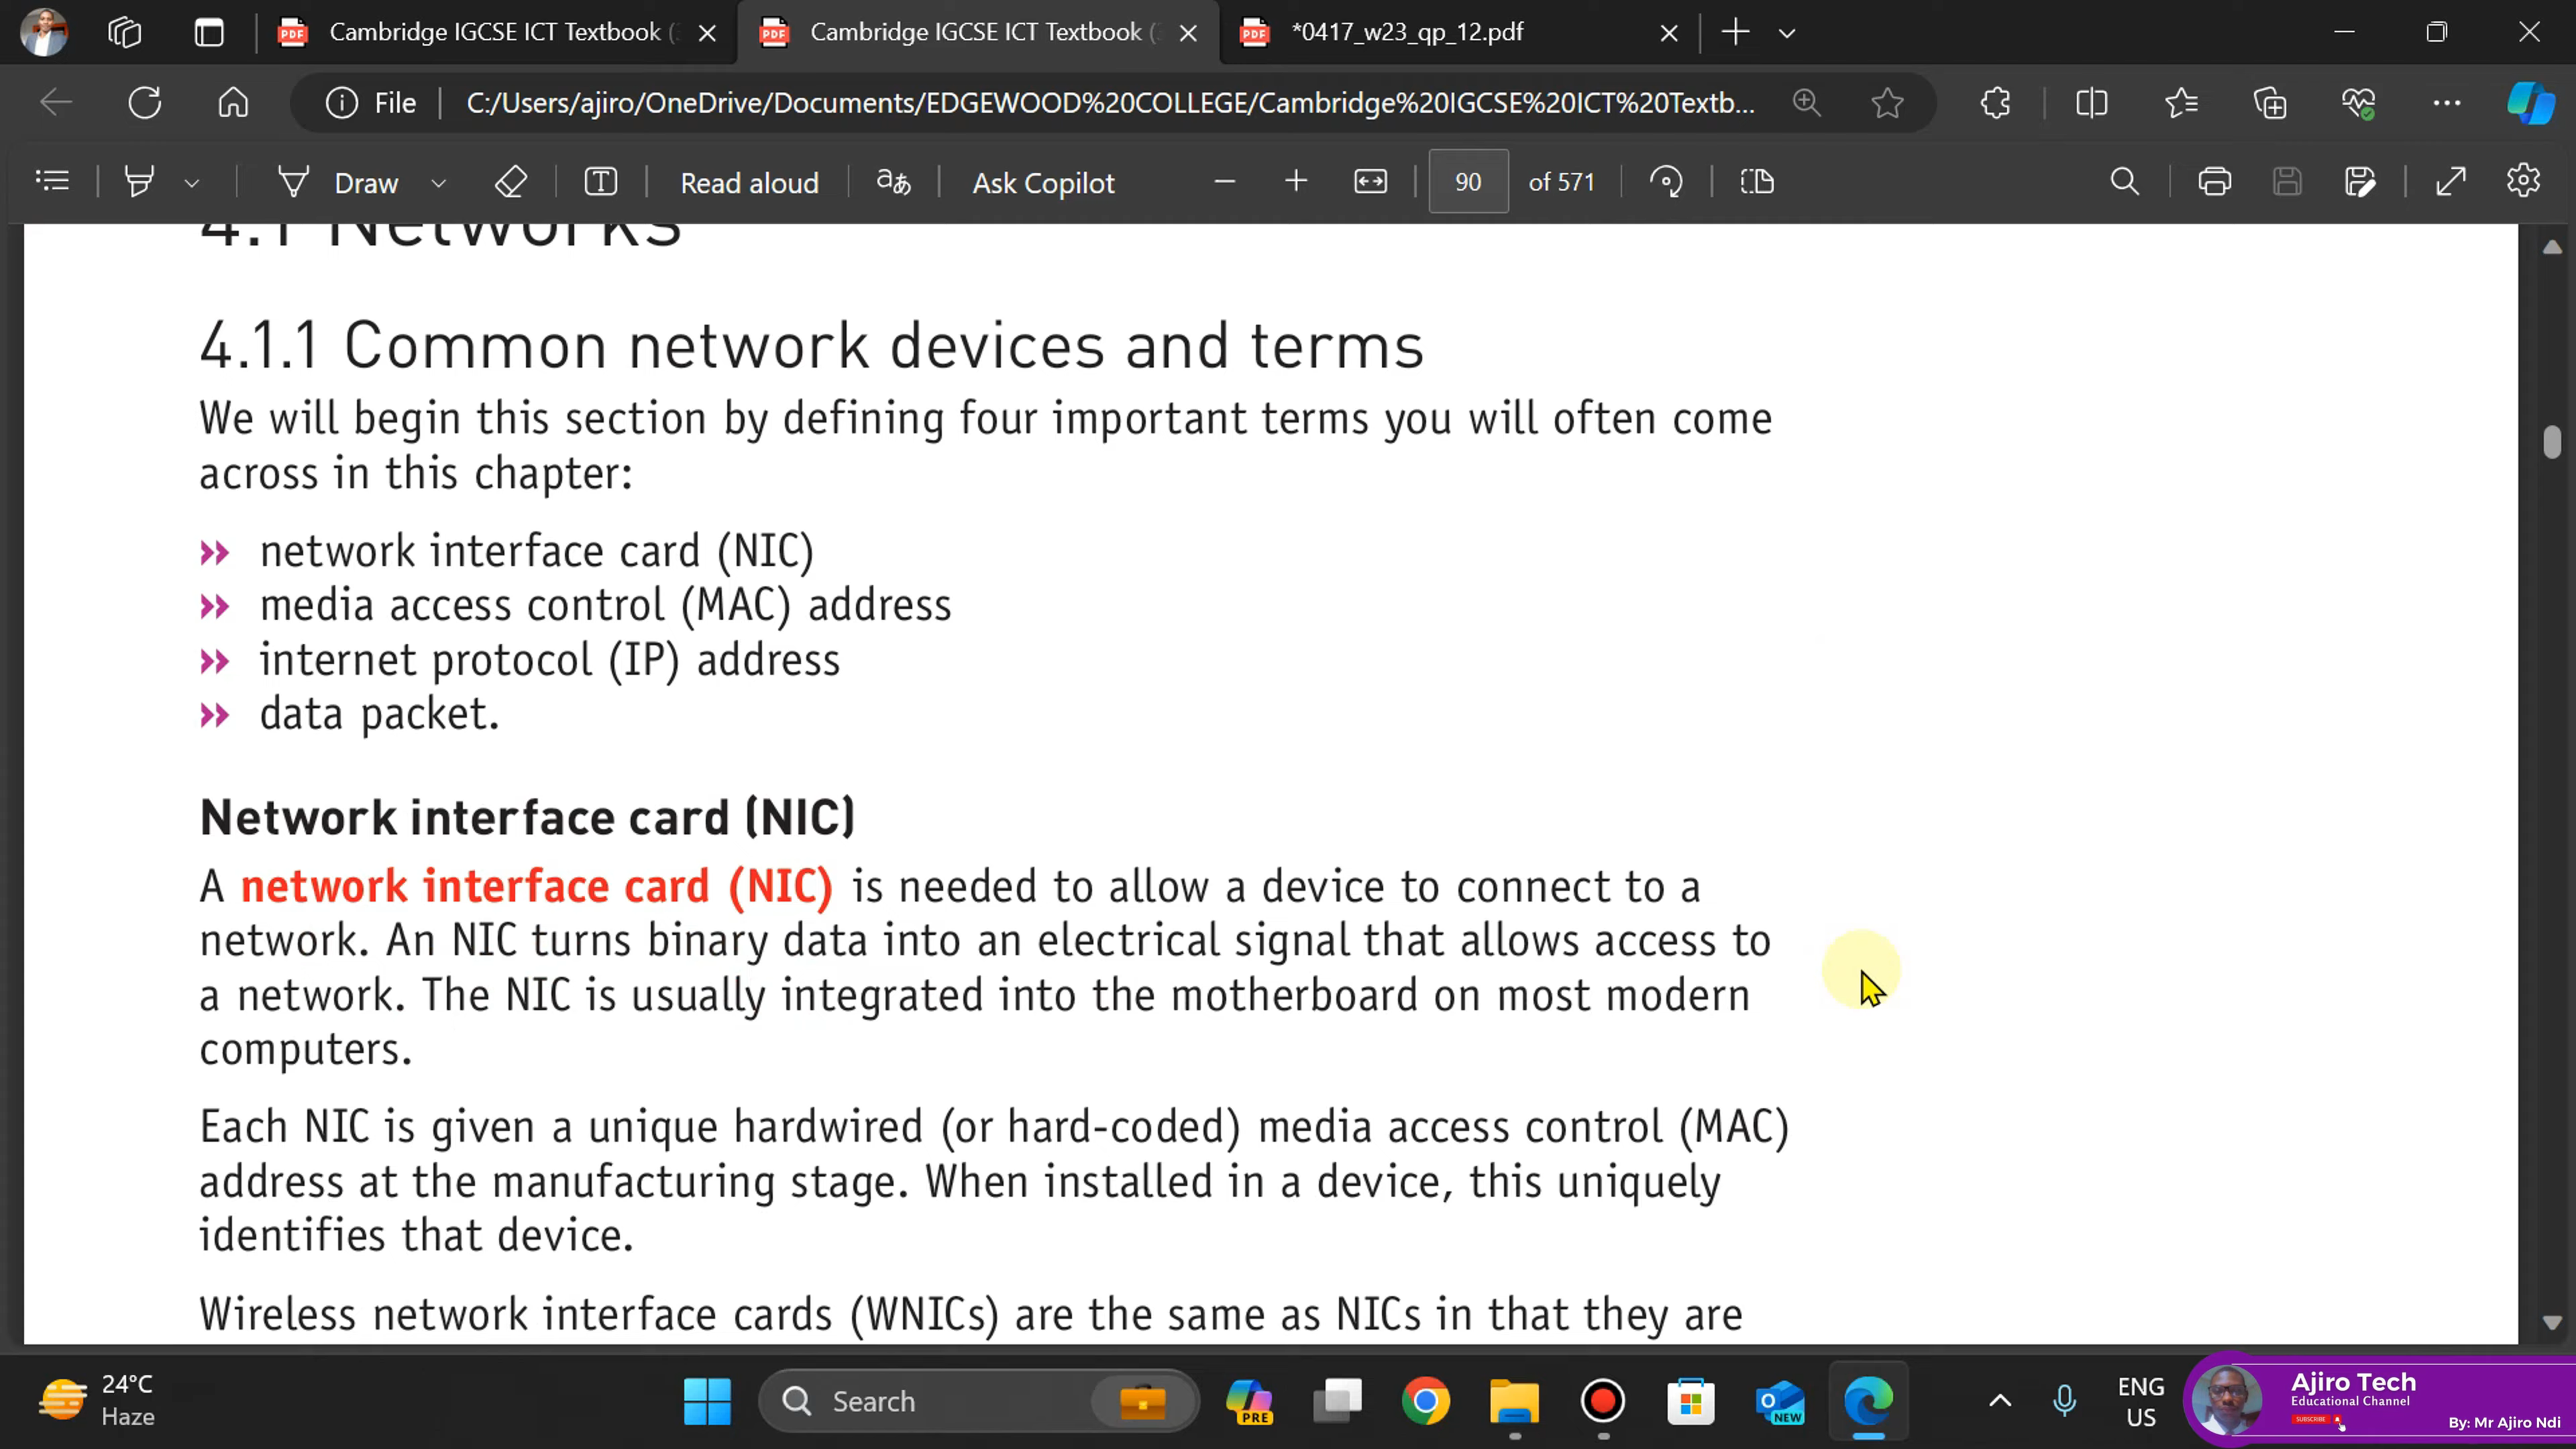 Cambridge IGCSE ICT Textbook (
Cambridge IGCSE ICT Textbook (
*0417_w23_qp_12.pdf
File
C:/Users/ajiro/OneDrive/Documents/EDGEWOOD%20COLLEGE/Cambridge%20IGCSE%20ICT%20Textb...
Draw
Read aloud
aあ
Ask Copilot
90
of 571
4.1 Networks
4.1.1 Common network devices and terms
We will begin this section by defining four important terms you will often come
across in this chapter:
» network interface card (NIC)
» media access control (MAC) address
» internet protocol (IP) address
» data packet.
Network interface card (NIC)
A network interface card (NIC) is needed to allow a device to connect to a
network. An NIC turns binary data into an electrical signal that allows access to
a network. The NIC is usually integrated into the motherboard on most modern
computers.
Each NIC is given a unique hardwired (or hard-coded) media access control (MAC)
address at the manufacturing stage. When installed in a device, this uniquely
identifies that device.
Wireless network interface cards (WNICs) are the same as NICs in that they are
24°C
Haze
Search
PRE
NEW
ENG
US
Ajiro Tech
Educational Channel
SUBSCRIBE
By: Mr Ajiro Ndi